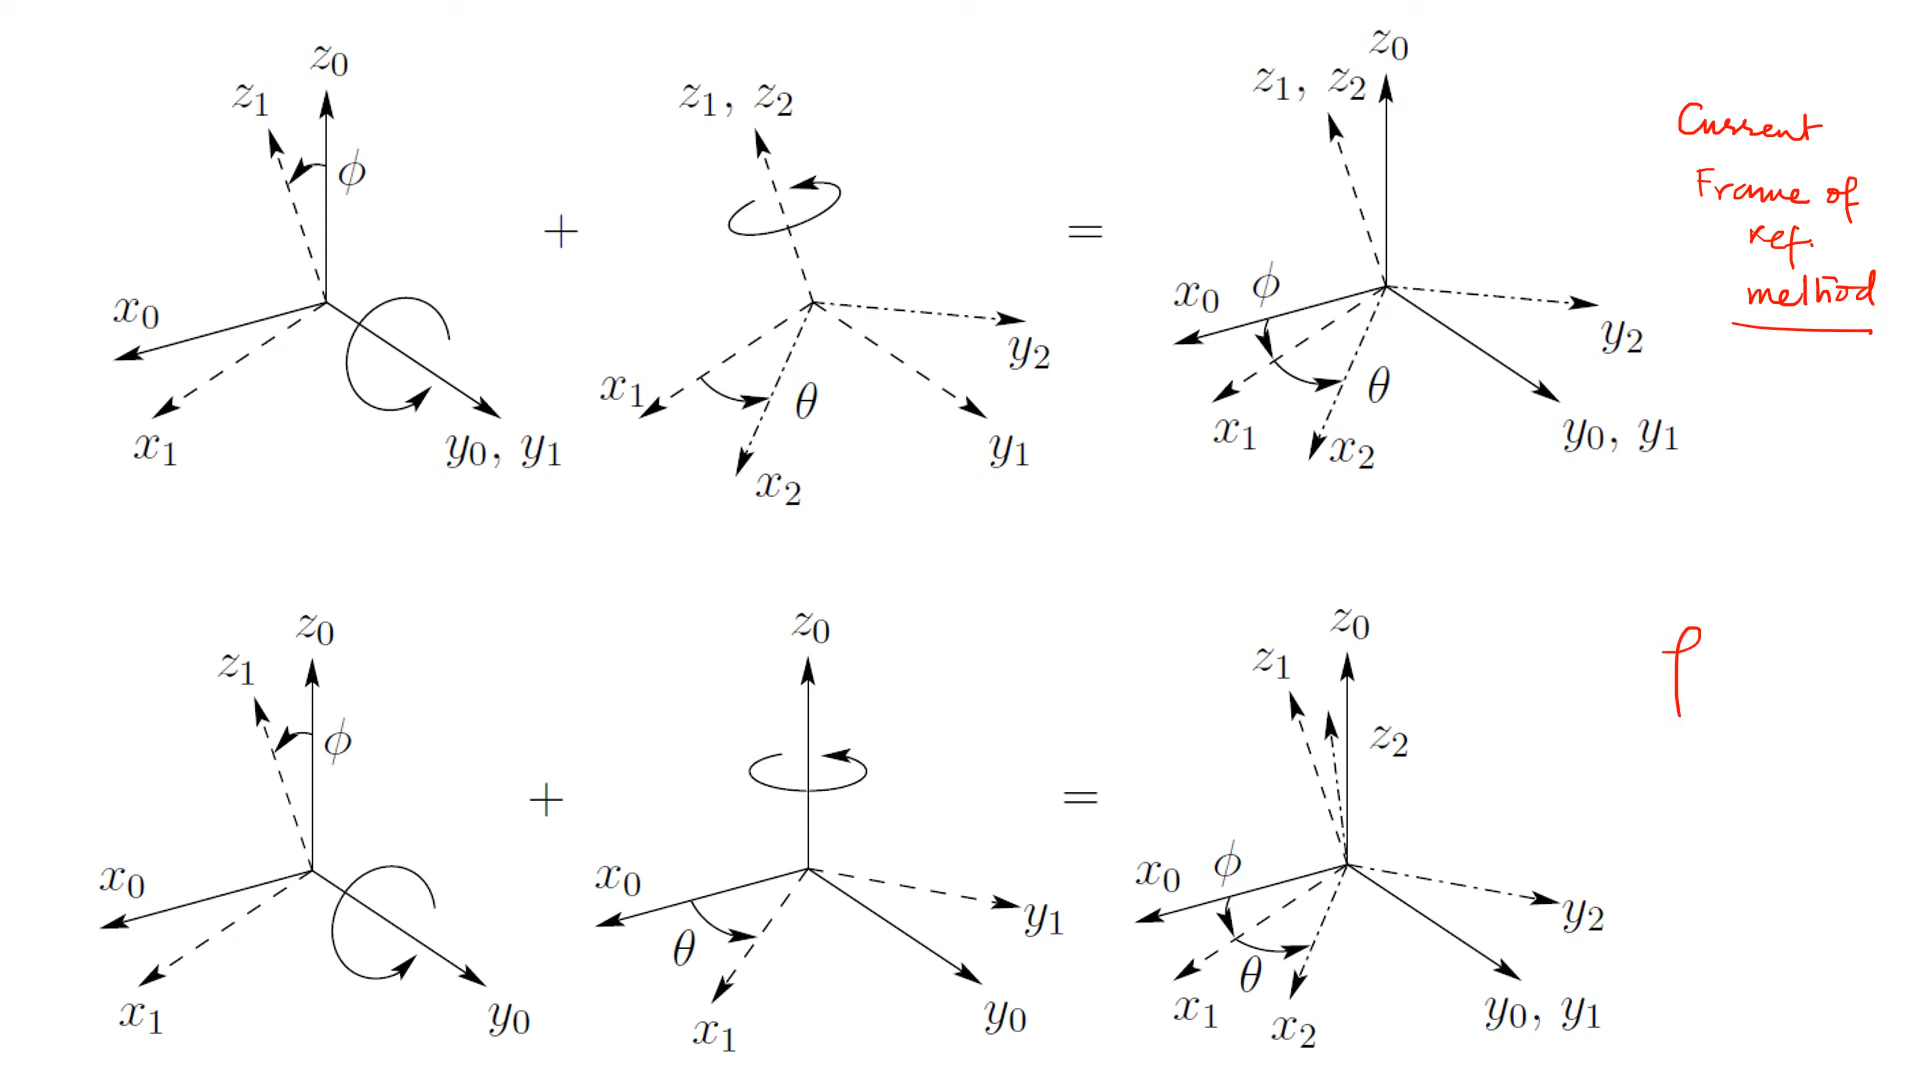 z₀
z₁
ϕ
x₀
x₁
y₀, y₁
+
z₁, z₂
x₁
θ
x₂
y₂
y₁
=
z₀
z₁, z₂
x₀
ϕ
x₁
θ
x₂
y₂
y₀, y₁
Current
Frame of
ref.
method
z₀
z₁
ϕ
x₀
x₁
y₀
+
z₀
x₀
θ
x₁
y₁
y₀
=
z₀
z₁
z₂
x₀
ϕ
x₁
θ
x₂
y₂
y₀, y₁